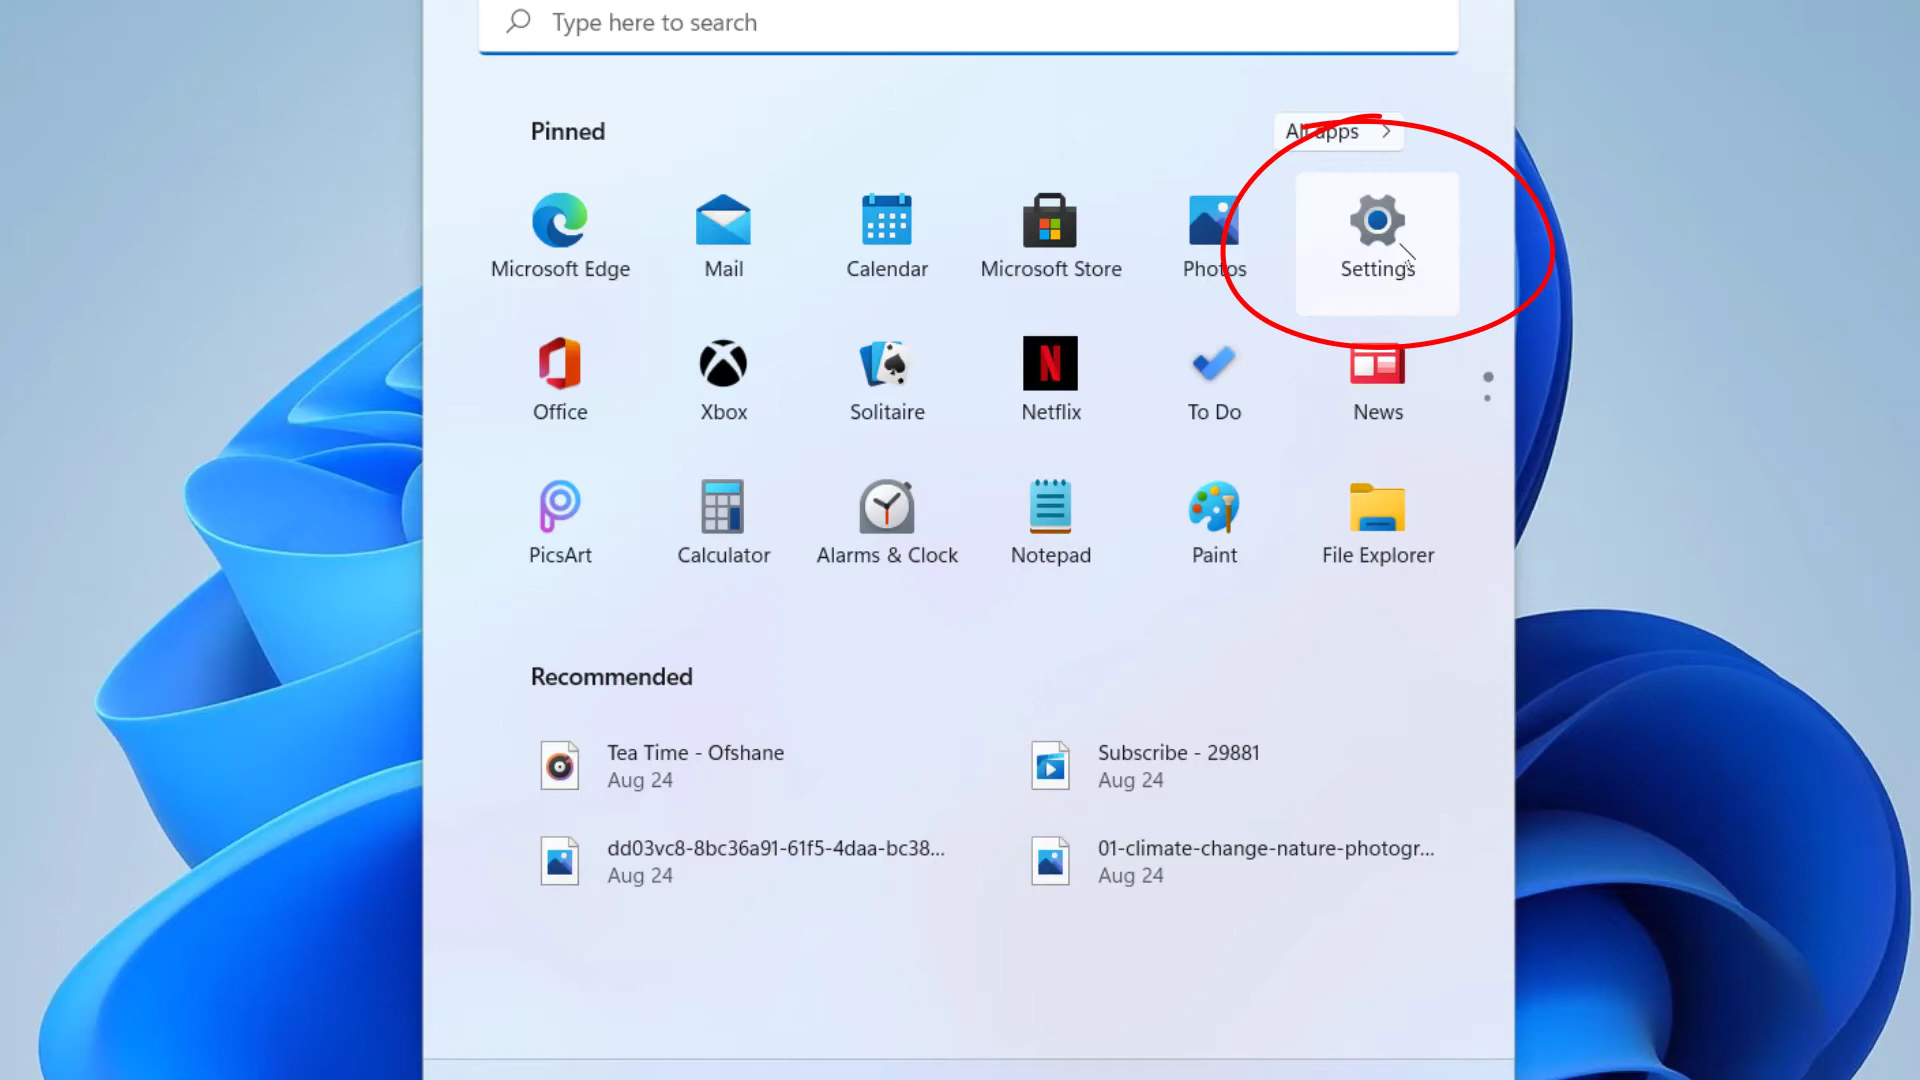 Type here to search
Pinned
All apps
Microsoft Edge
Mail
Calendar
Microsoft Store
Photos
Settings
Office
Xbox
Solitaire
Netflix
To Do
News
PicsArt
Calculator
Alarms & Clock
Notepad
Paint
File Explorer
Recommended
Tea Time - Ofshane
Aug 24
Subscribe - 29881
Aug 24
dd03vc8-8bc36a91-61f5-4daa-bc38...
Aug 24
01-climate-change-nature-photogr...
Aug 24